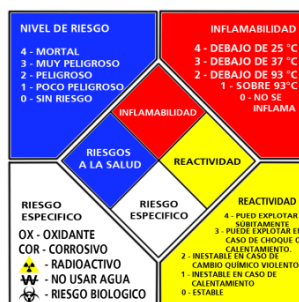 NIVEL DE RIESGO
4 - MORTAL
3 - MUY PELIGROSO
2 - PELIGROSO
1 - POCO PELIGROSO
0 - SIN RIESGO
INFLAMABILIDAD
4 - DEBAJO DE 25 °C
3 - DEBAJO DE 37 °C
2 - DEBAJO DE 93 °C
1 - SOBRE 93°C
0 - NO SE
INFLAMA
INFLAMABILIDAD
RIESGOS
A LA SALUD
REACTIVIDAD
RIESGO
ESPECIFICO
RIESGO
ESPECIFICO
OX - OXIDANTE
COR - CORROSIVO
- RADIOACTIVO
W - NO USAR AGUA
- RIESGO BIOLOGICO
REACTIVIDAD
4 - PUED EXPLOTAR
SÚBITAMENTE
3 - PUEDE EXPLOTAR EN
CASO DE CHOQUE O
CALENTAMIENTO.
2 - INESTABLE EN CASO DE
CAMBIO QUÍMICO VIOLENTO
1 - INESTABLE EN CASO DE
CALENTAMIENTO
0 - ESTABLE